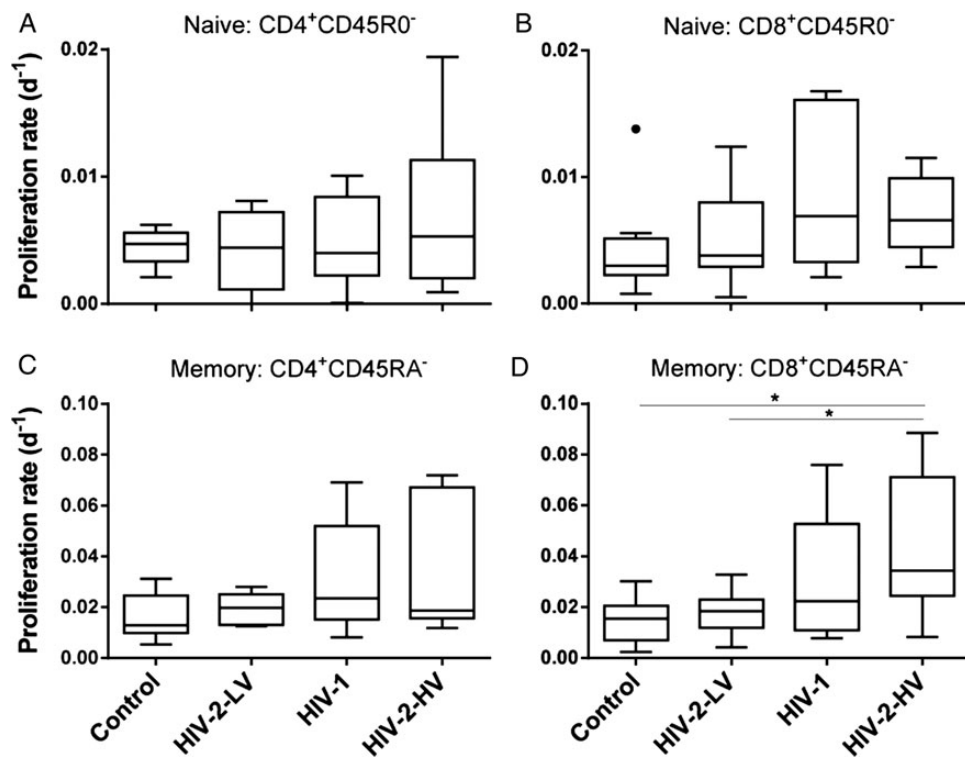 A
Naive: CD4⁺CD45R0⁻
B
Naive: CD8⁺CD45R0⁻
Proliferation rate (d⁻¹)
0.02
0.01
0.00
0.02
0.01
0.00
C
Memory: CD4⁺CD45RA⁻
D
Memory: CD8⁺CD45RA⁻
Proliferation rate (d⁻¹)
0.10
0.08
0.06
0.04
0.02
0.00
0.10
0.08
0.06
0.04
0.02
0.00
*
*
Control
HIV-2-LV
HIV-1
HIV-2-HV
Control
HIV-2-LV
HIV-1
HIV-2-HV